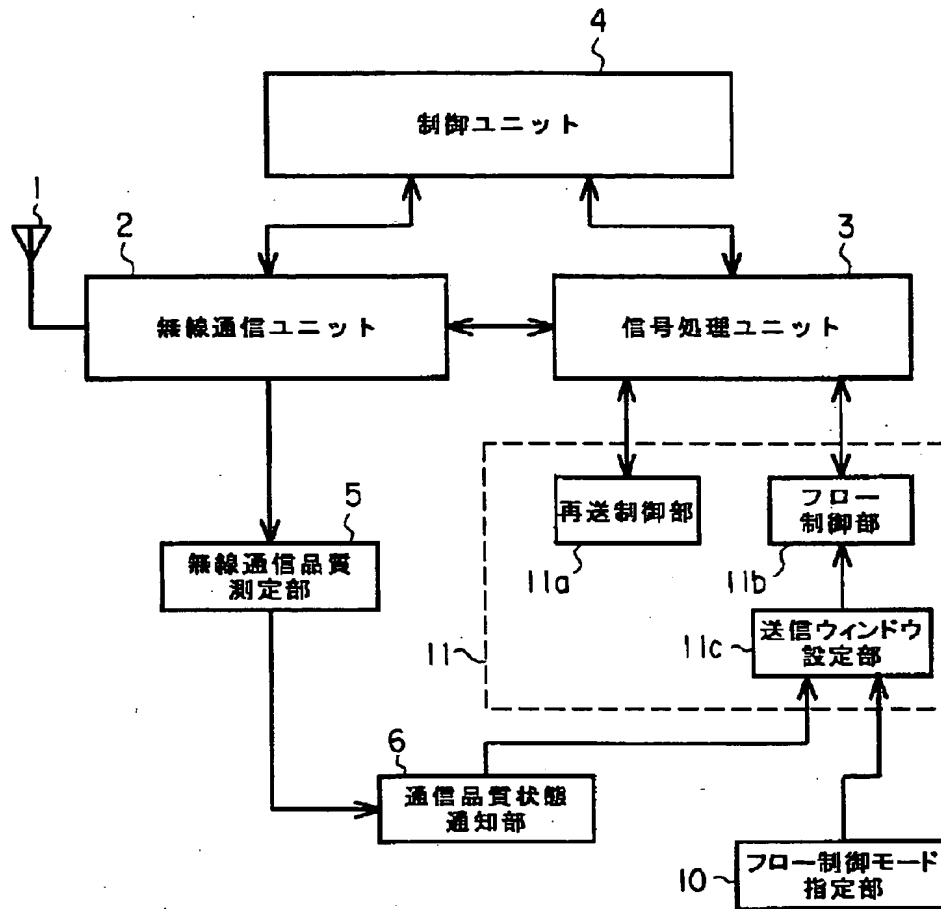 4
制御ユニット
1
2
3
無線通信ユニット
信号処理ユニット
5
再送制御部
フロー
制御部
無線通信品質
測定部
11a
11b
11
11c
送信ウィンドウ
設定部
6
通信品質状態
通知部
10
フロー制御モード
指定部